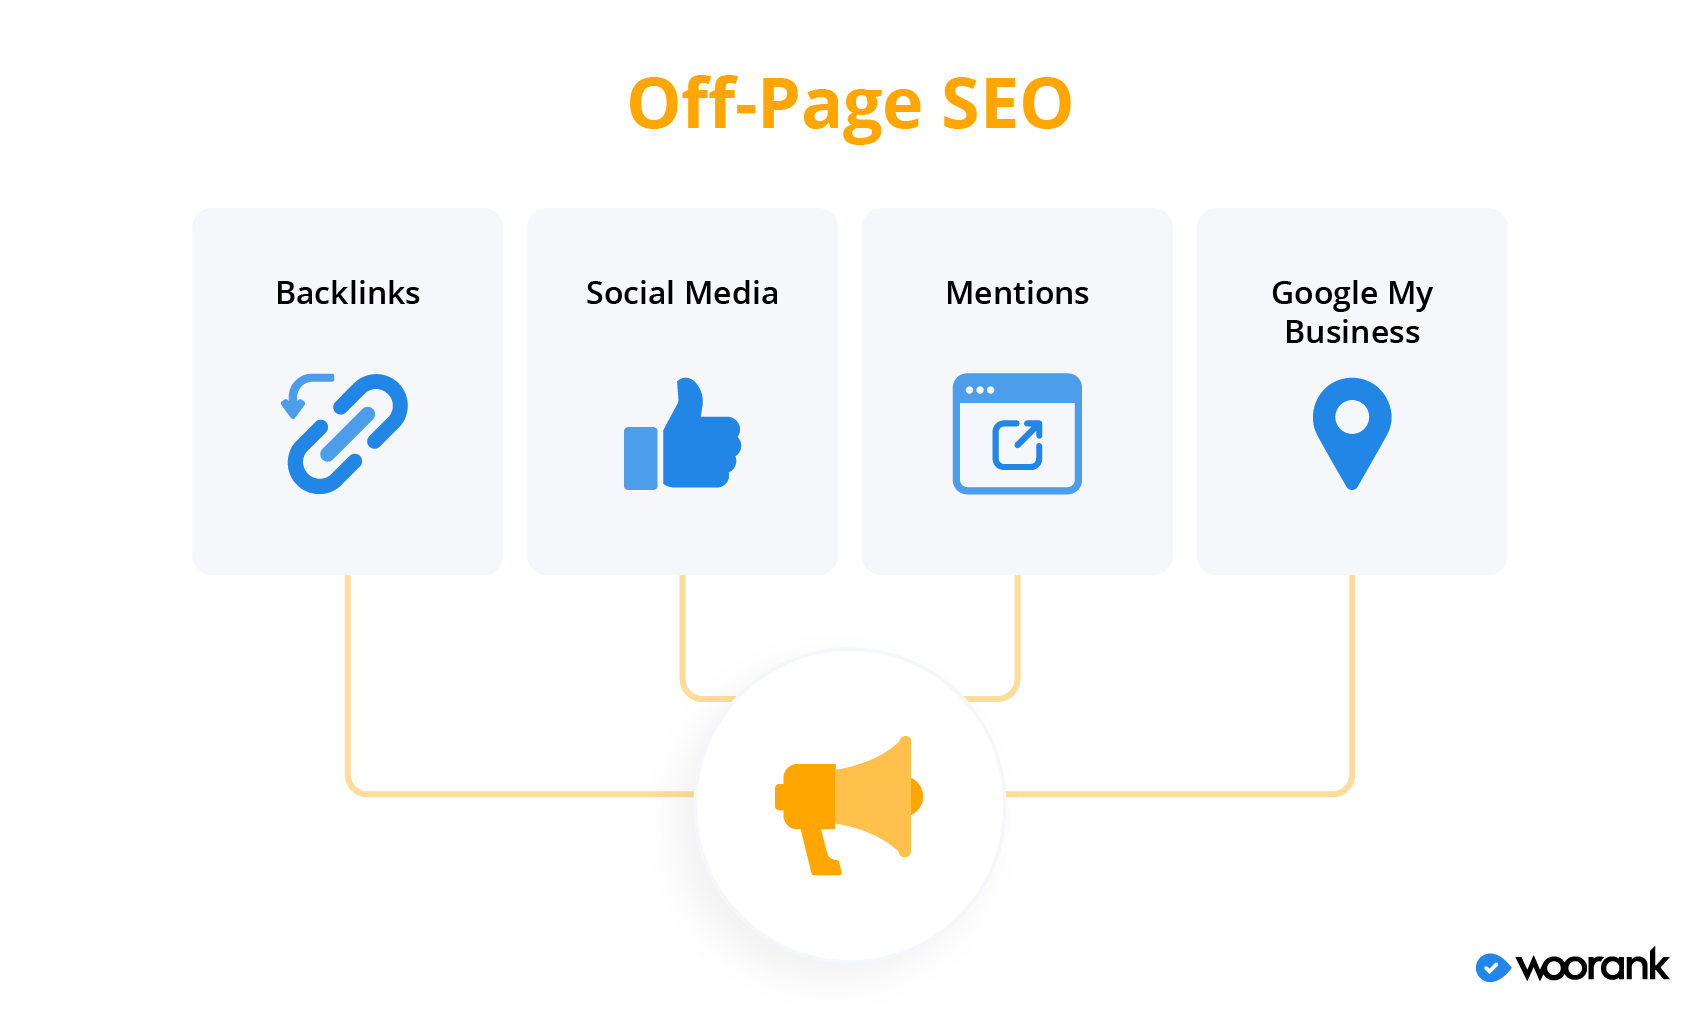 Off-Page SEO
Backlinks
Social Media
Mentions
Google My
Business
woorank